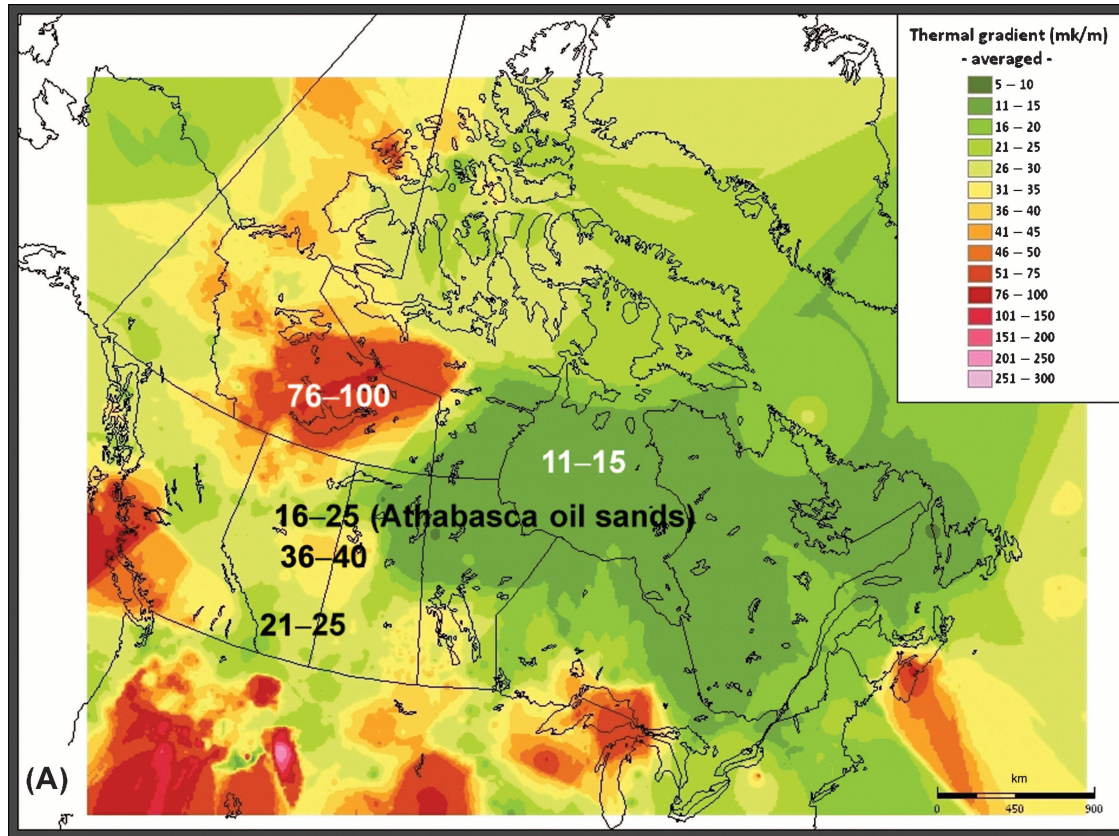 Thermal gradient (mk/m)
- averaged -
5 – 10
11 – 15
16 – 20
21 – 25
26 – 30
31 – 35
36 – 40
41 – 45
46 – 50
51 – 75
76 – 100
101 – 150
151 – 200
201 – 250
251 – 300
76–100
11–15
16–25 (Athabasca oil sands)
36–40
21–25
(A)
km
0 450 900